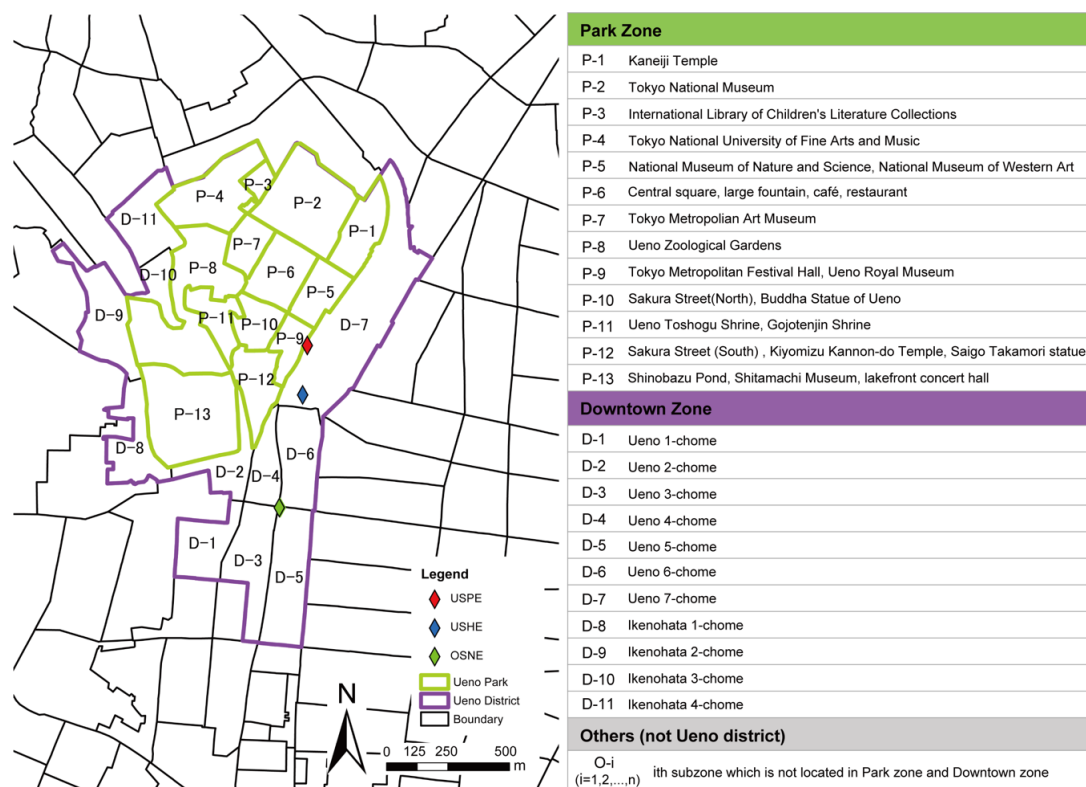 P-3
P-4
P-2
D-11
P-1
P-7
D-10
P-8
P-6
P-5
D-9
P-11
P-10
D-7
P-9
P-12
P-13
D-8
D-6
D-2
D-4
D-1
D-3
D-5
Legend
USPE
USHE
OSNE
Ueno Park
Ueno District
Boundary
N
0 125 250 500
m
Park Zone
P-1 Kaneiji Temple
P-2 Tokyo National Museum
P-3 International Library of Children's Literature Collections
P-4 Tokyo National University of Fine Arts and Music
P-5 National Museum of Nature and Science, National Museum of Western Art
P-6 Central square, large fountain, café, restaurant
P-7 Tokyo Metropolian Art Museum
P-8 Ueno Zoological Gardens
P-9 Tokyo Metropolitan Festival Hall, Ueno Royal Museum
P-10 Sakura Street(North), Buddha Statue of Ueno
P-11 Ueno Toshogu Shrine, Gojotenjin Shrine
P-12 Sakura Street (South) , Kiyomizu Kannon-do Temple, Saigo Takamori statue
P-13 Shinobazu Pond, Shitamachi Museum, lakefront concert hall
Downtown Zone
D-1 Ueno 1-chome
D-2 Ueno 2-chome
D-3 Ueno 3-chome
D-4 Ueno 4-chome
D-5 Ueno 5-chome
D-6 Ueno 6-chome
D-7 Ueno 7-chome
D-8 Ikenohata 1-chome
D-9 Ikenohata 2-chome
D-10 Ikenohata 3-chome
D-11 Ikenohata 4-chome
Others (not Ueno district)
O-i
(i=1,2,...,n) ith subzone which is not located in Park zone and Downtown zone